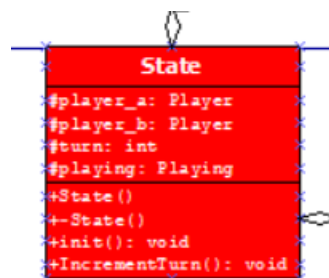 State
#player_a: Player
#player_b: Player
#turn: int
#playing: Playing
+State()
+~State()
+init(): void
+IncrementTurn(): void